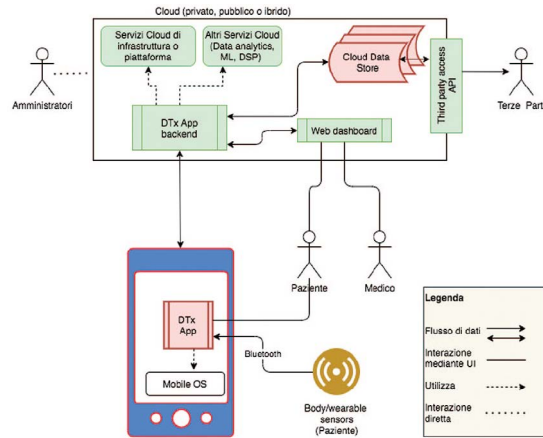 Cloud (privato, pubblico o ibrido)
Servizi Cloud di
infrastruttura o
piattaforma
Altri Servizi Cloud
(Data analytics,
ML, DSP)
Cloud Data
Store
Third party access
API
Amministratori
Terze Part
DTx App
backend
Web dashboard
Paziente
Medico
DTx
App
Bluetooth
Mobile OS
Body/wearable
sensors
(Paziente)
Legenda
Flusso di dati
Interazione
mediante UI
Utilizza
Interazione
diretta